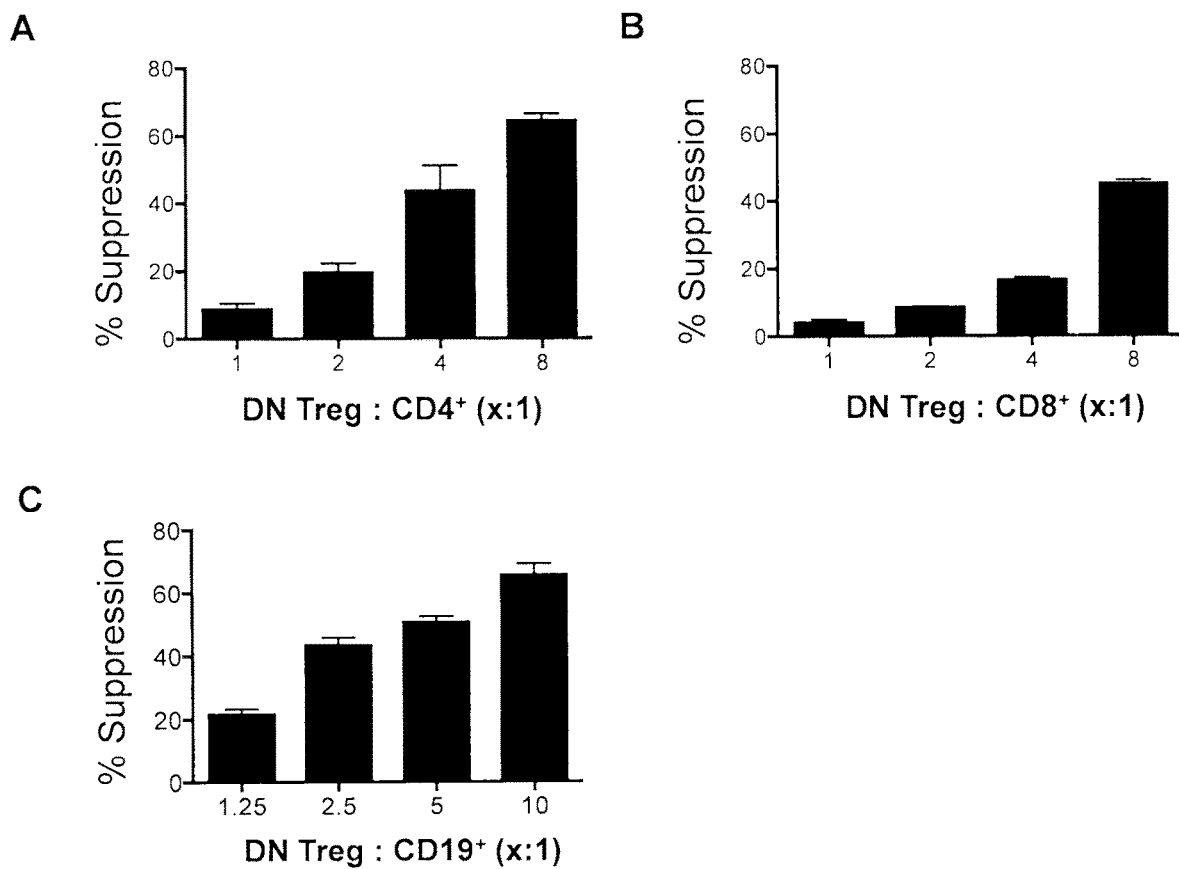 A
% Suppression
80
60
40
20
0
1 2 4 8
DN Treg : CD4⁺ (x:1)
B
% Suppression
80
60
40
20
0
1 2 4 8
DN Treg : CD8⁺ (x:1)
C
% Suppression
80
60
40
20
0
1.25 2.5 5 10
DN Treg : CD19⁺ (x:1)